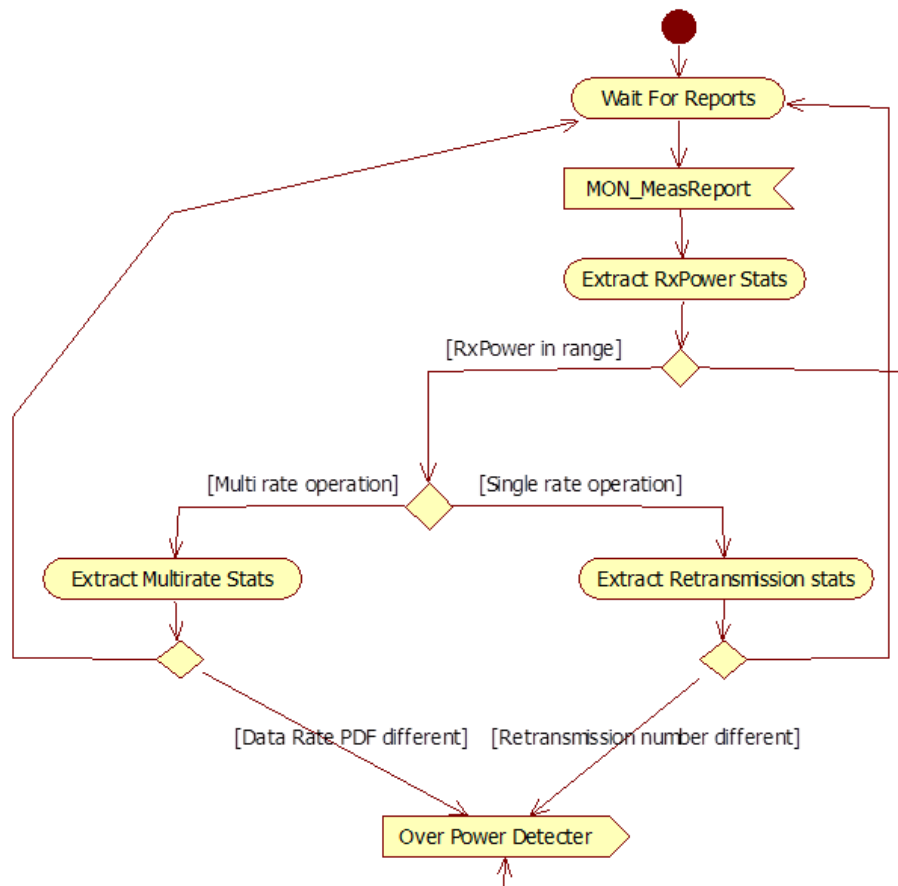 Wait For Reports
MON_MeasReport
Extract RxPower Stats
[RxPower in range]
[Multi rate operation]
[Single rate operation]
Extract Multirate Stats
Extract Retransmission stats
[Data Rate PDF different]
[Retransmission number different]
Over Power Detecter